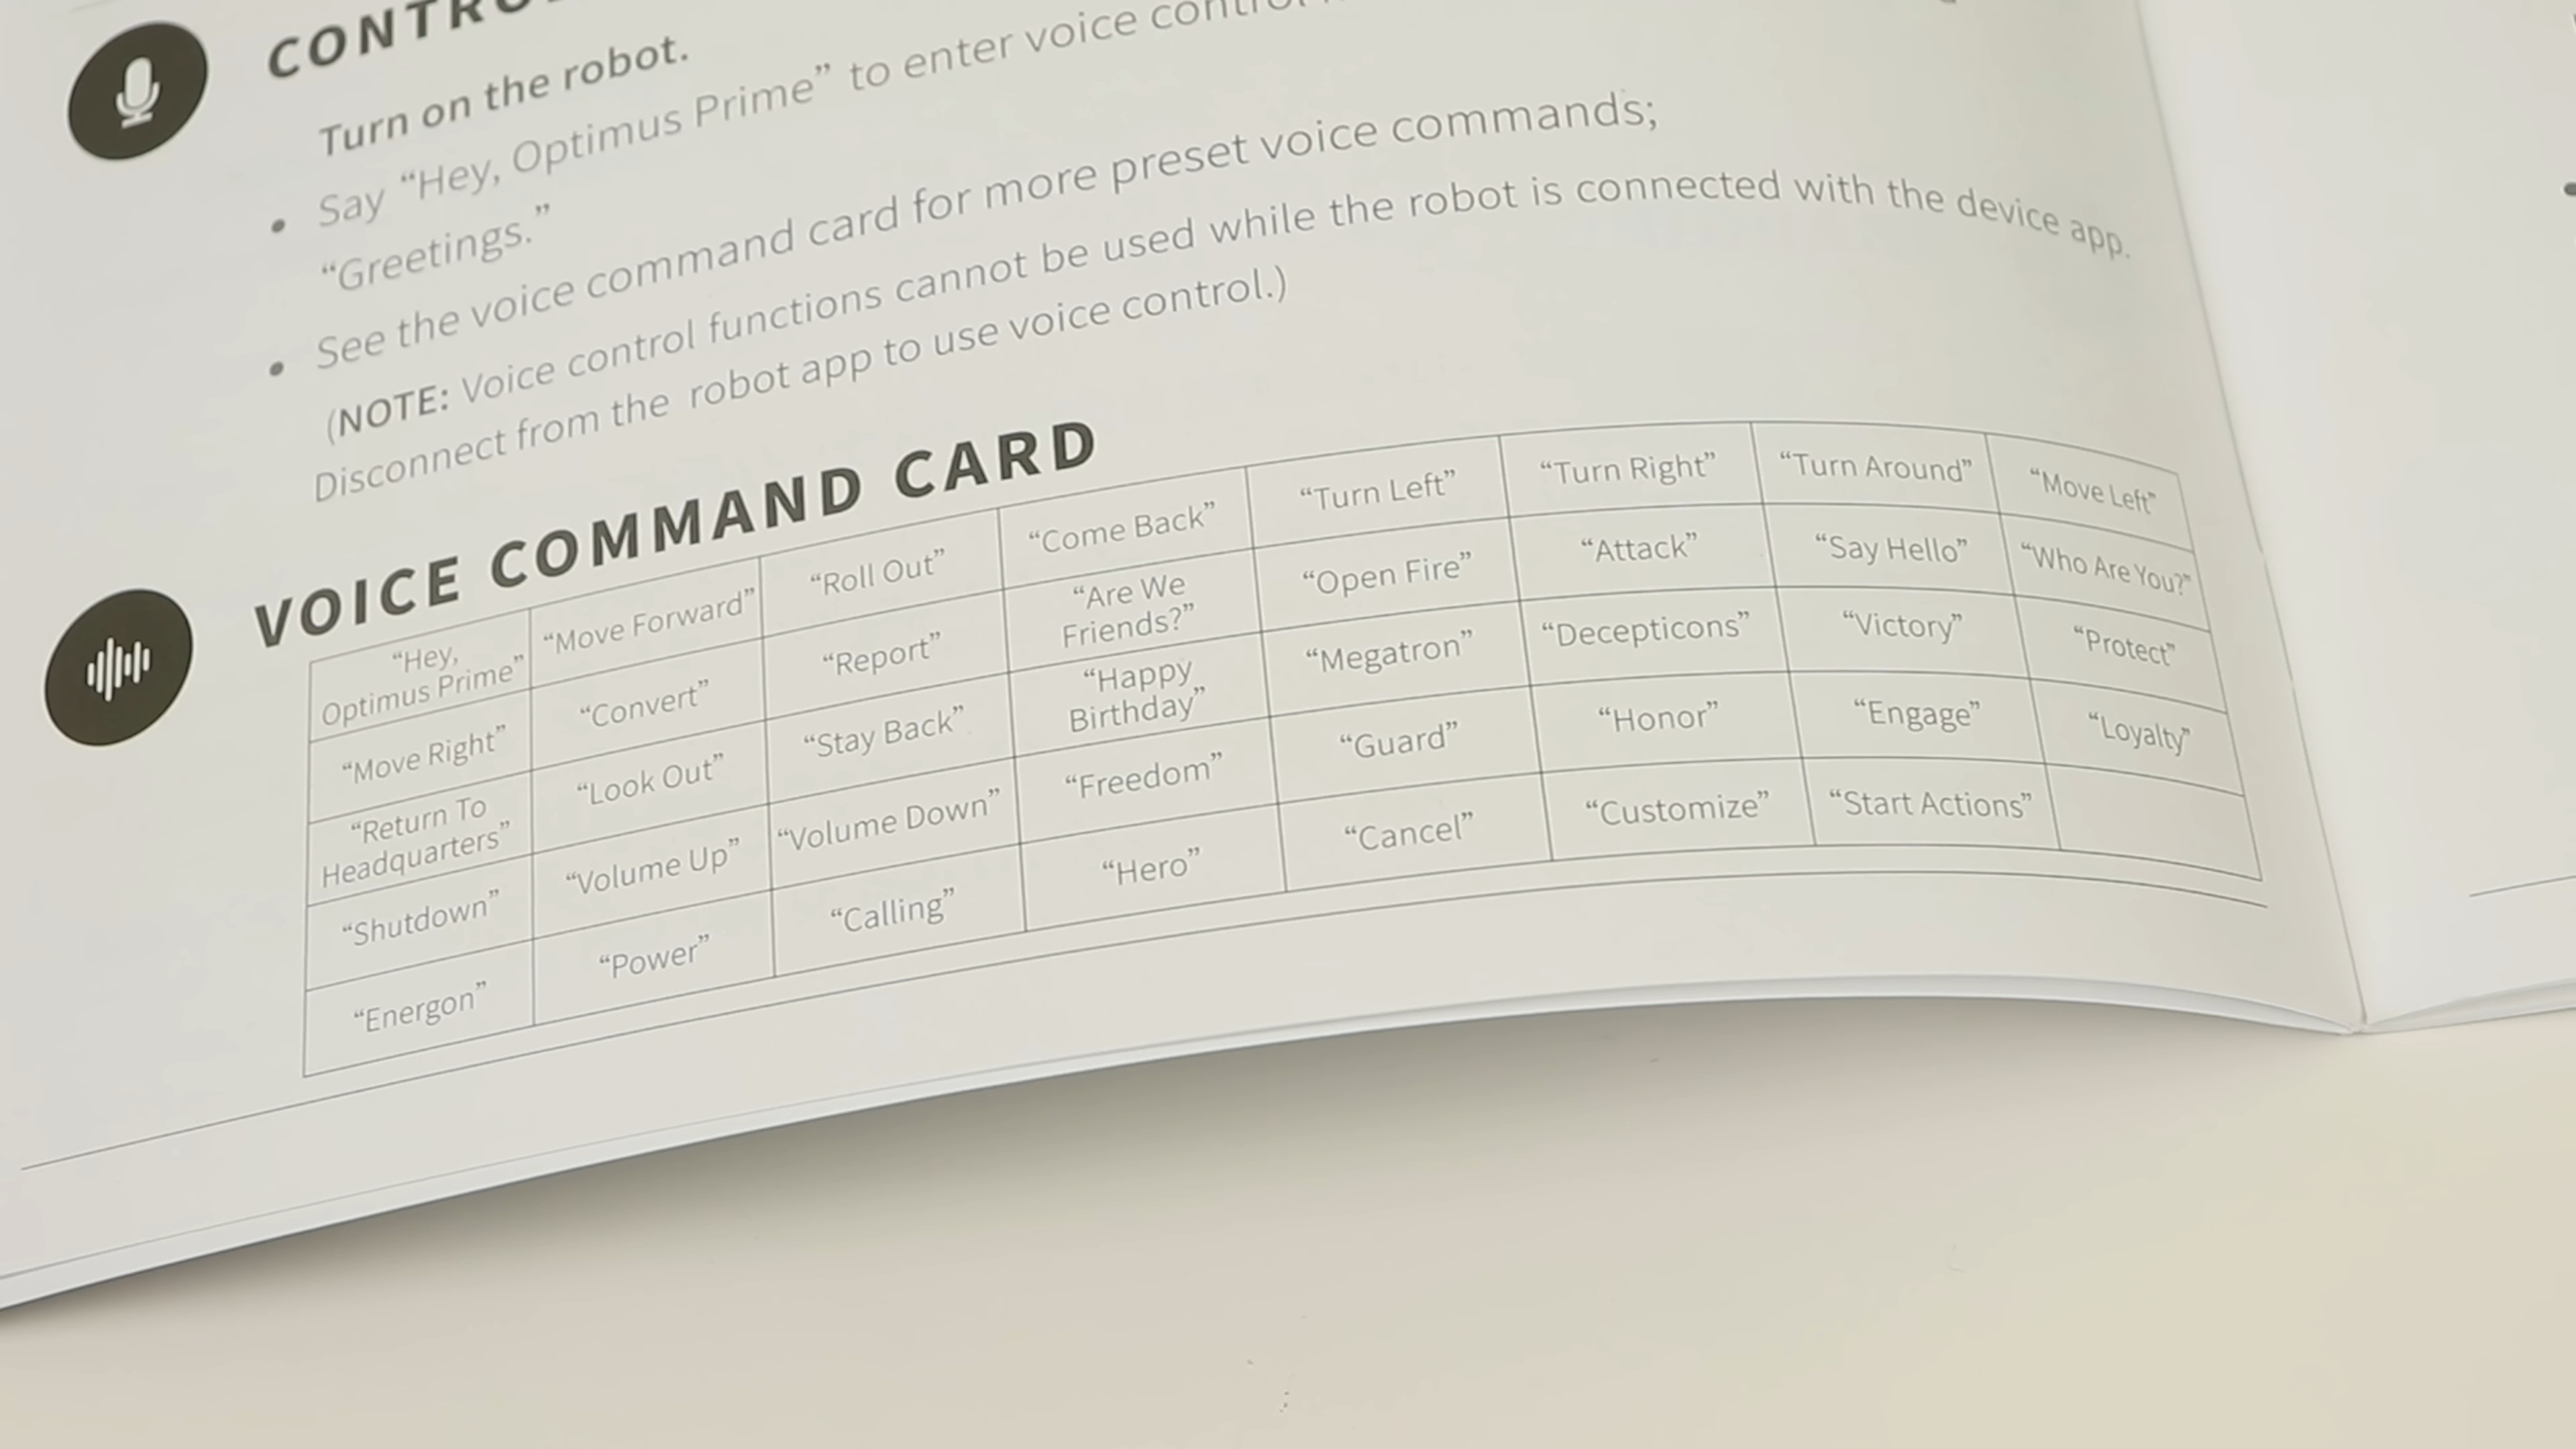 Turn on the robot.
• Say “Hey, Optimus Prime” to enter voice
“Greetings.”
• See the voice command card for more preset voice commands;
(NOTE: Voice control functions cannot be used while the robot is connected with the device app.
Disconnect from the robot app to use voice control.)
VOICE COMMAND CARD
“Hey,
Optimus Prime” “Move Forward” “Roll Out” “Come Back” “Turn Left” “Turn Right” “Turn Around” “Move Left”
“Move Right” “Convert” “Report” “Are We
Friends?” “Open Fire” “Attack” “Say Hello” “Who Are You?”
“Return To
Headquarters” “Look Out” “Stay Back” “Happy
Birthday” “Megatron” “Decepticons” “Victory” “Protect”
“Shutdown” “Volume Up” “Volume Down” “Freedom” “Guard” “Honor” “Engage” “Loyalty”
“Energon” “Power” “Calling” “Hero” “Cancel” “Customize” “Start Actions”